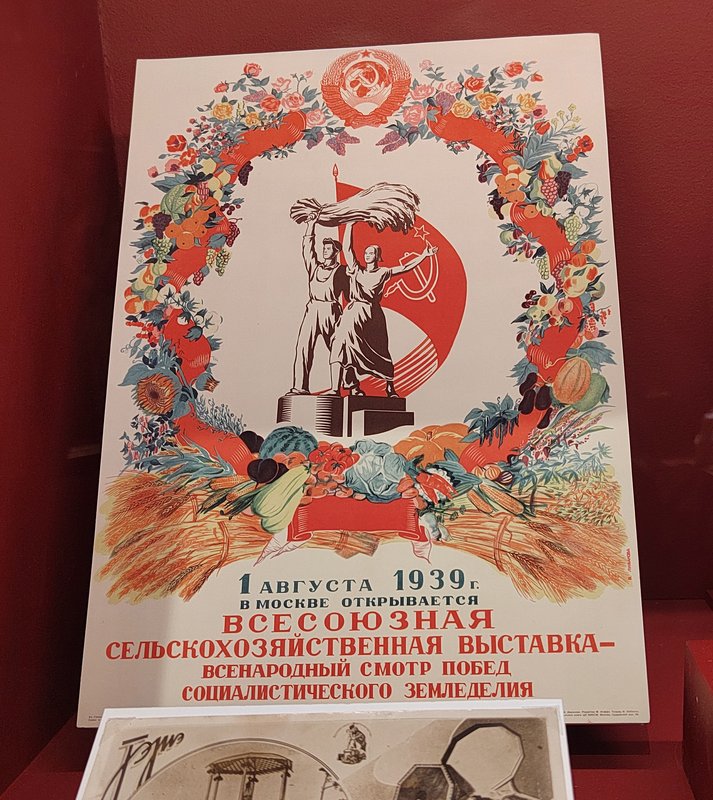 1 АВГУСТА 1939 г.
В МОСКВЕ ОТКРЫВАЕТСЯ
ВСЕСОЮЗНАЯ
СЕЛЬСКОХОЗЯЙСТВЕННАЯ ВЫСТАВКА—
ВСЕНАРОДНЫЙ СМОТР ПОБЕД
СОЦИАЛИСТИЧЕСКОГО ЗЕМЛЕДЕЛИЯ